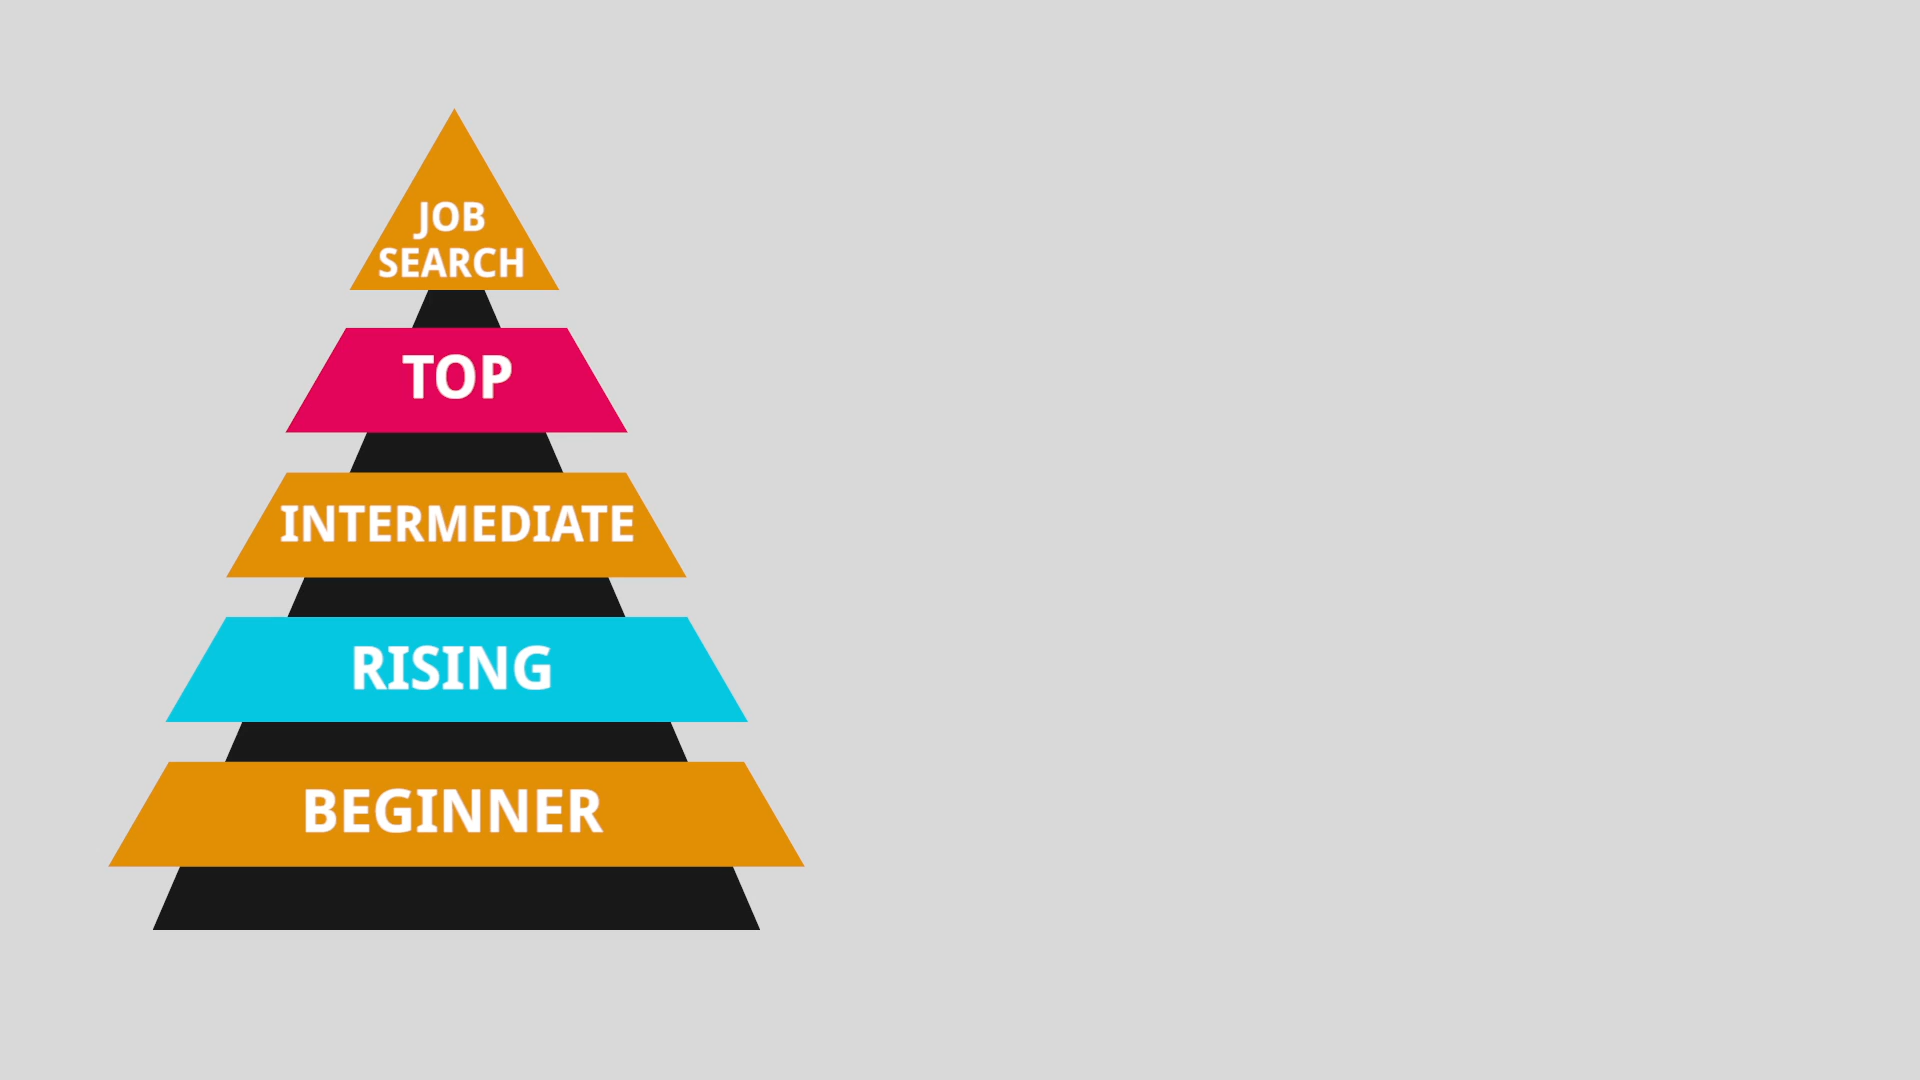 JOB
SEARCH
TOP
INTERMEDIATE
RISING
BEGINNER